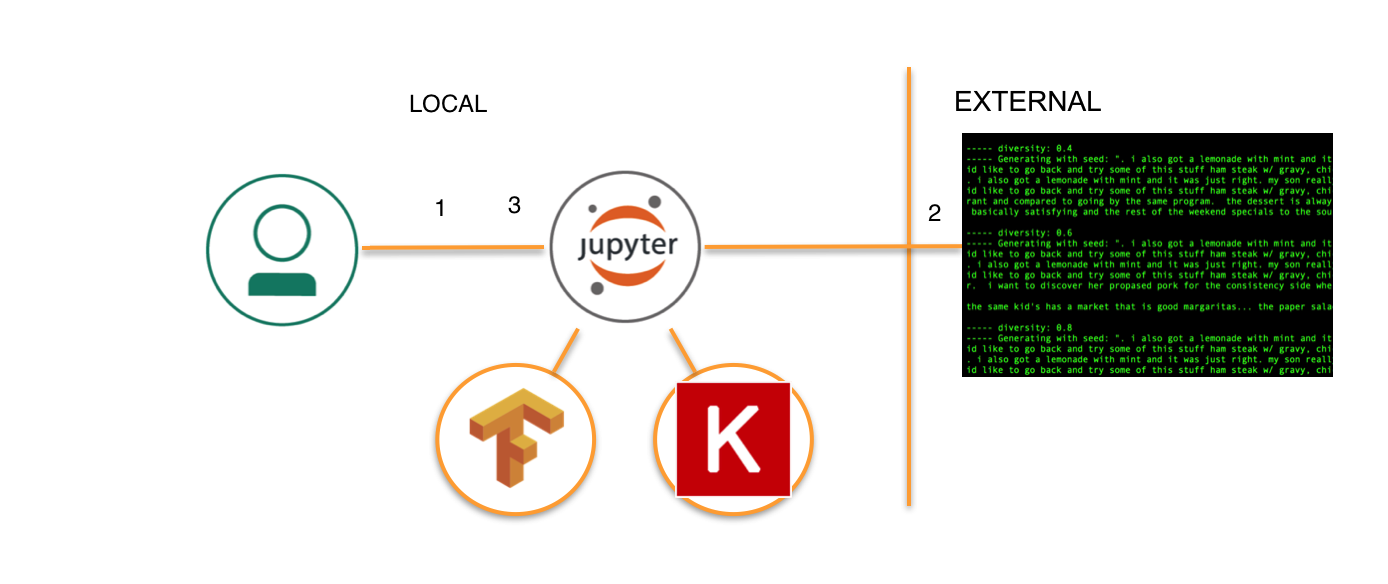 LOCAL
EXTERNAL
1
3
jupyter
2
----- diversity: 0.4
----- Generating with seed: ". i also got a lemonade with mint and it
id like to go back and try some of this stuff ham steak w/ gravy, chi
. i also got a lemonade with mint and it was just right. my son reall
id like to go back and try some of this stuff ham steak w/ gravy, chi
rant and compared to going by the same program.  the dessert is alway
basically satisfying and the rest of the weekend specials to the sou
----- diversity: 0.6
----- Generating with seed: ". i also got a lemonade with mint and it
id like to go back and try some of this stuff ham steak w/ gravy, chi
. i also got a lemonade with mint and it was just right. my son reall
id like to go back and try some of this stuff ham steak w/ gravy, chi
r.  i want to discover her propased pork for the consistency side whe
the same kid's has a market that is good margaritas... the paper sala
----- diversity: 0.8
----- Generating with seed: ". i also got a lemonade with mint and it
id like to go back and try some of this stuff ham steak w/ gravy, chi
. i also got a lemonade with mint and it was just right. my son reall
id like to go back and try some of this stuff ham steak w/ gravy, chi
K